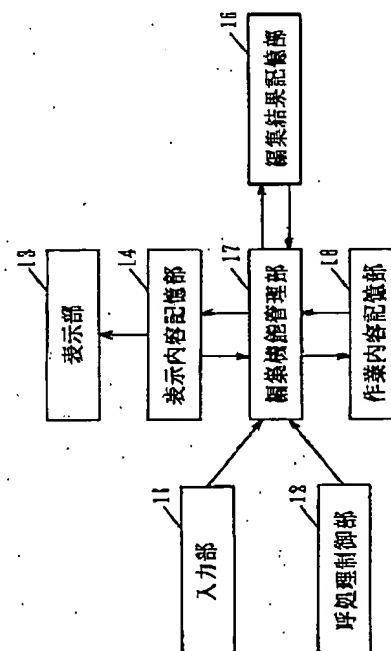 13
表示部
14
表示内容記憶部
11
入力部
17
編集機能管理部
16
編集結果記憶部
12
呼処理制御部
18
作業内容記憶部